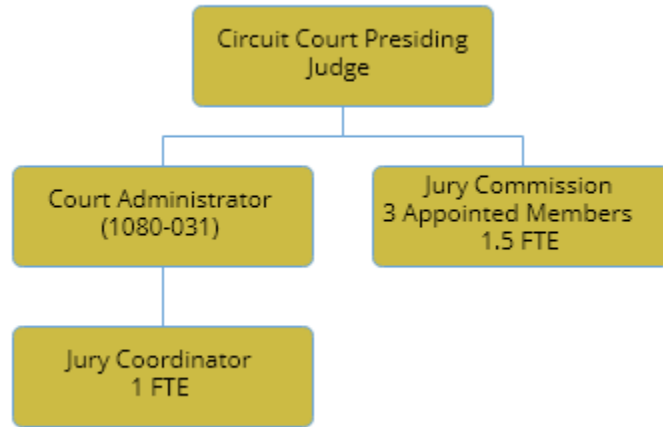 Circuit Court Presiding
Judge
Court Administrator
(1080-031)
Jury Commission
3 Appointed Members
1.5 FTE
Jury Coordinator
1 FTE